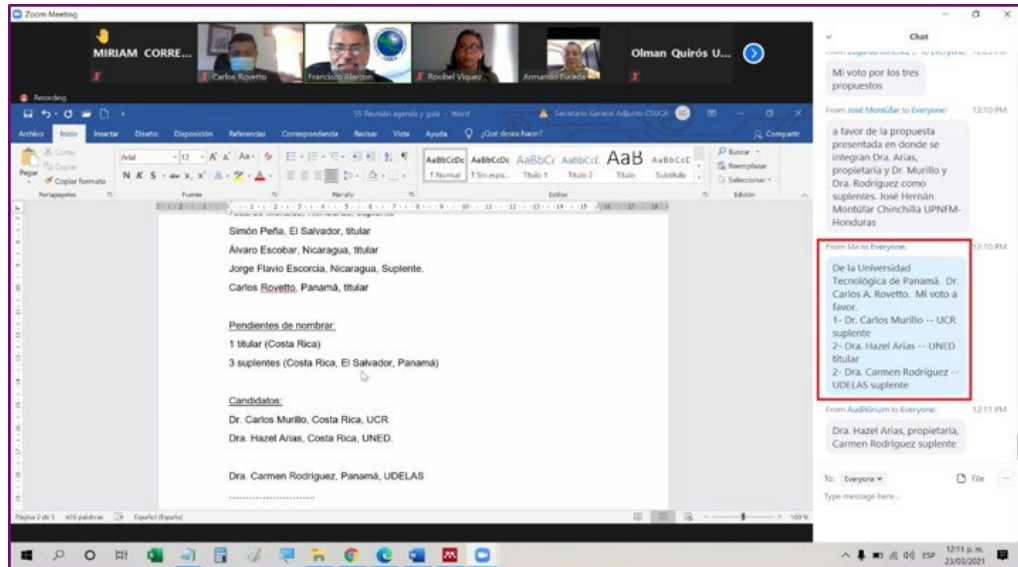 Zoom Meeting
MIRIAM CORRE...
Carlos Rovetto
Francisco Alarcon
Rosibel Víquez
Armando Euceda
Olman Quirós U...
Recording
15 Reunión agenda y guía - Word
Secretario General Adjunto CSUCA
Archivo Inicio Insertar Diseño Disposición Referencias Correspondencia Revisar Vista Ayuda ¿Qué desea hacer? Compartir
Pegar
Cortar
Copiar
Copiar formato
Portapapeles
Arial 12
N K S
Fuente
Párrafo
AaBbCcDc AaBbCcDc AaBbCc AaBbCcC AaB AaBbCcC
1 Normal 1 Sin espa... Título 1 Título 2 Título Subtítulo
Estilos
Buscar
Reemplazar
Seleccionar
Edición
Simón Peña, El Salvador, titular
Álvaro Escobar, Nicaragua, titular
Jorge Flavio Escorcia, Nicaragua, Suplente.
Carlos Rovetto, Panamá, titular
Pendientes de nombrar:
1 titular (Costa Rica)
3 suplentes (Costa Rica, El Salvador, Panamá)
Candidatos:
Dr. Carlos Murillo, Costa Rica, UCR
Dra. Hazel Arias, Costa Rica, UNED.
Dra. Carmen Rodríguez, Panamá, UDELAS
Página 2 de 3 426 palabras Español (España)
100 %
Chat
Mi voto por los tres
propuestos
From José Montúfar to Everyone: 12:10 PM
a favor de la propuesta
presentada en donde se
integran Dra. Arias,
propietaria y Dr. Murillo y
Dra. Rodríguez como
suplentes. José Hernán
Montúfar Chinchilla UPNFM-
Honduras
From Me to Everyone: 12:10 PM
De la Universidad
Tecnológica de Panamá. Dr.
Carlos A. Rovetto. Mi voto a
favor.
1- Dr. Carlos Murillo -- UCR
suplente
2- Dra. Hazel Arias -- UNED
titular
2- Dra. Carmen Rodríguez --
UDELAS suplente
From Auditórium to Everyone: 12:11 PM
Dra. Hazel Arias, propietaria,
Carmen Rodríguez suplente
To: Everyone File
Type message here...
ESP
12:11 p. m.
23/03/2021